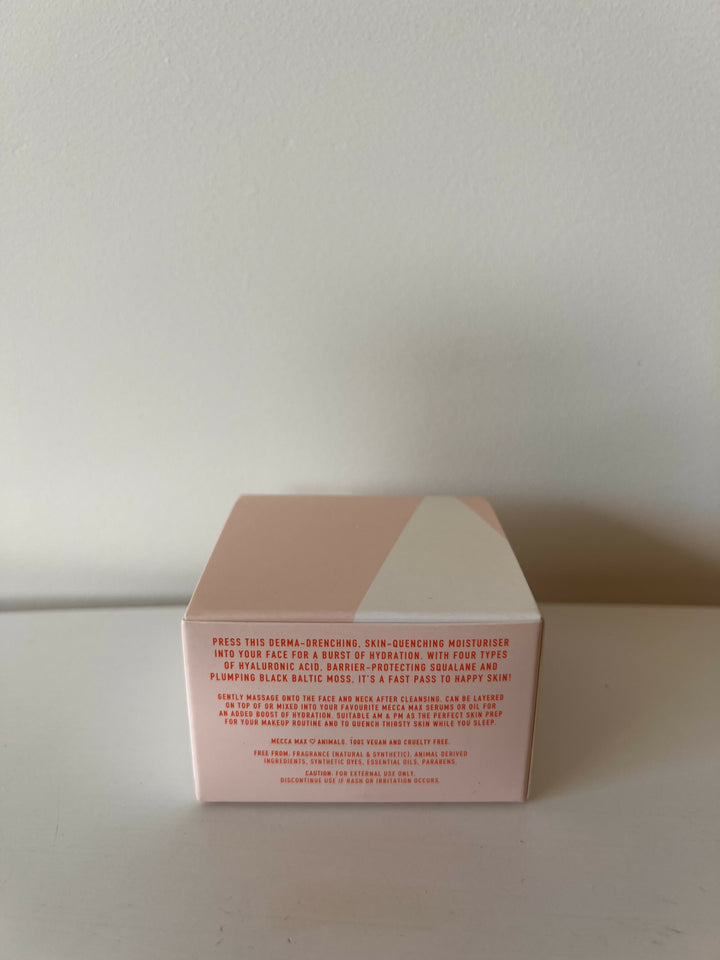 PRESS THIS DERMA-DRENCHING, SKIN-QUENCHING MOISTURISER
INTO YOUR FACE FOR A BURST OF HYDRATION. WITH FOUR TYPES
OF HYALURONIC ACID, BARRIER-PROTECTING SQUALANE AND
PLUMPING BLACK BALTIC MOSS, IT'S A FAST PASS TO HAPPY SKIN!
GENTLY MASSAGE ONTO THE FACE AND NECK AFTER CLEANSING. CAN BE LAYERED
ON TOP OF OR MIXED INTO YOUR FAVOURITE MECCA MAX SERUMS OR OIL FOR
AN ADDED BOOST OF HYDRATION. SUITABLE AM & PM AS THE PERFECT SKIN PREP
FOR YOUR MAKEUP ROUTINE AND TO QUENCH THIRSTY SKIN WHILE YOU SLEEP.
MECCA MAX ♡ ANIMALS. 100% VEGAN AND CRUELTY FREE.
FREE FROM: FRAGRANCE (NATURAL & SYNTHETIC), ANIMAL-DERIVED
INGREDIENTS, SYNTHETIC DYES, ESSENTIAL OILS, PARABENS.
CAUTION: FOR EXTERNAL USE ONLY.
DISCONTINUE USE IF RASH OR IRRITATION OCCURS.